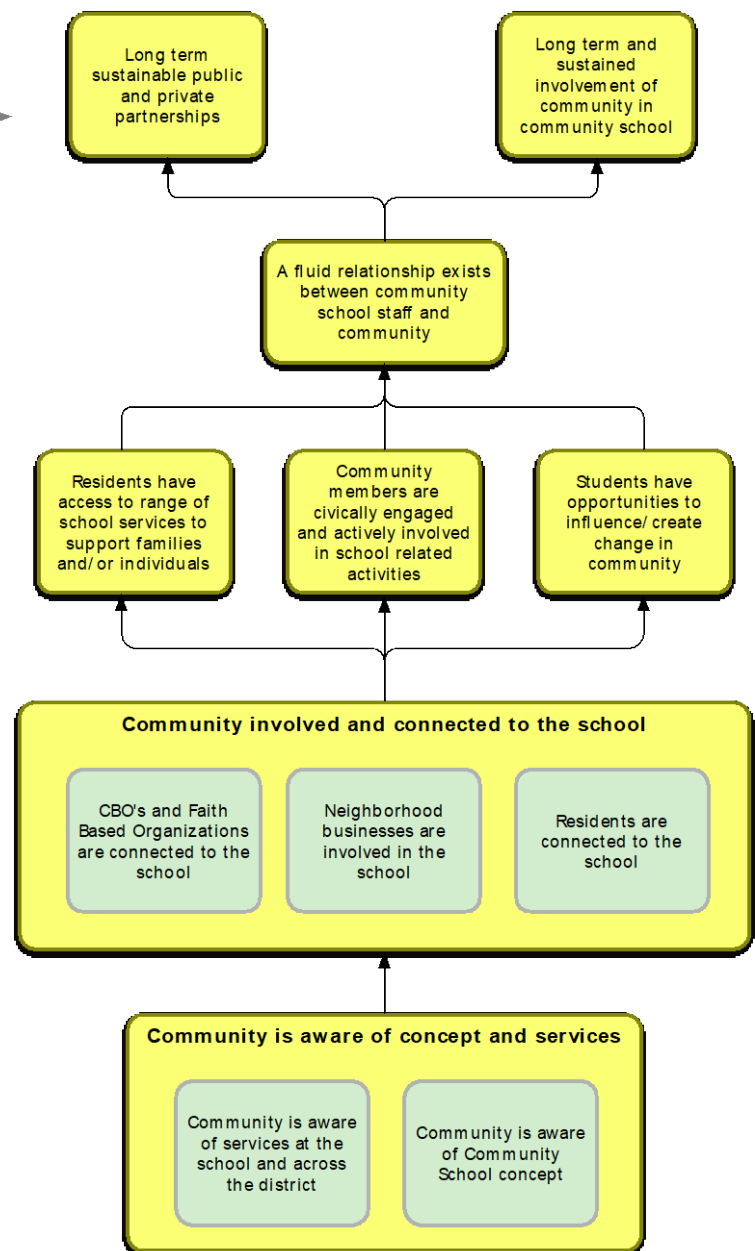 Long term
sustainable public
and private
partnerships
Long term and
sustained
involvement of
community in
community school
A fluid relationship exists
between community
school staff and
community
Residents have
access to range of
school services to
support families
and/or individuals
Community
members are
civically engaged
and actively involved
in school related
activities
Students have
opportunities to
influence/create
change in
community
Community involved and connected to the school
CBO's and Faith
Based Organizations
are connected to the
school
Neighborhood
businesses are
involved in the
school
Residents are
connected to the
school
Community is aware of concept and services
Community is aware
of services at the
school and across
the district
Community is aware
of Community
School concept